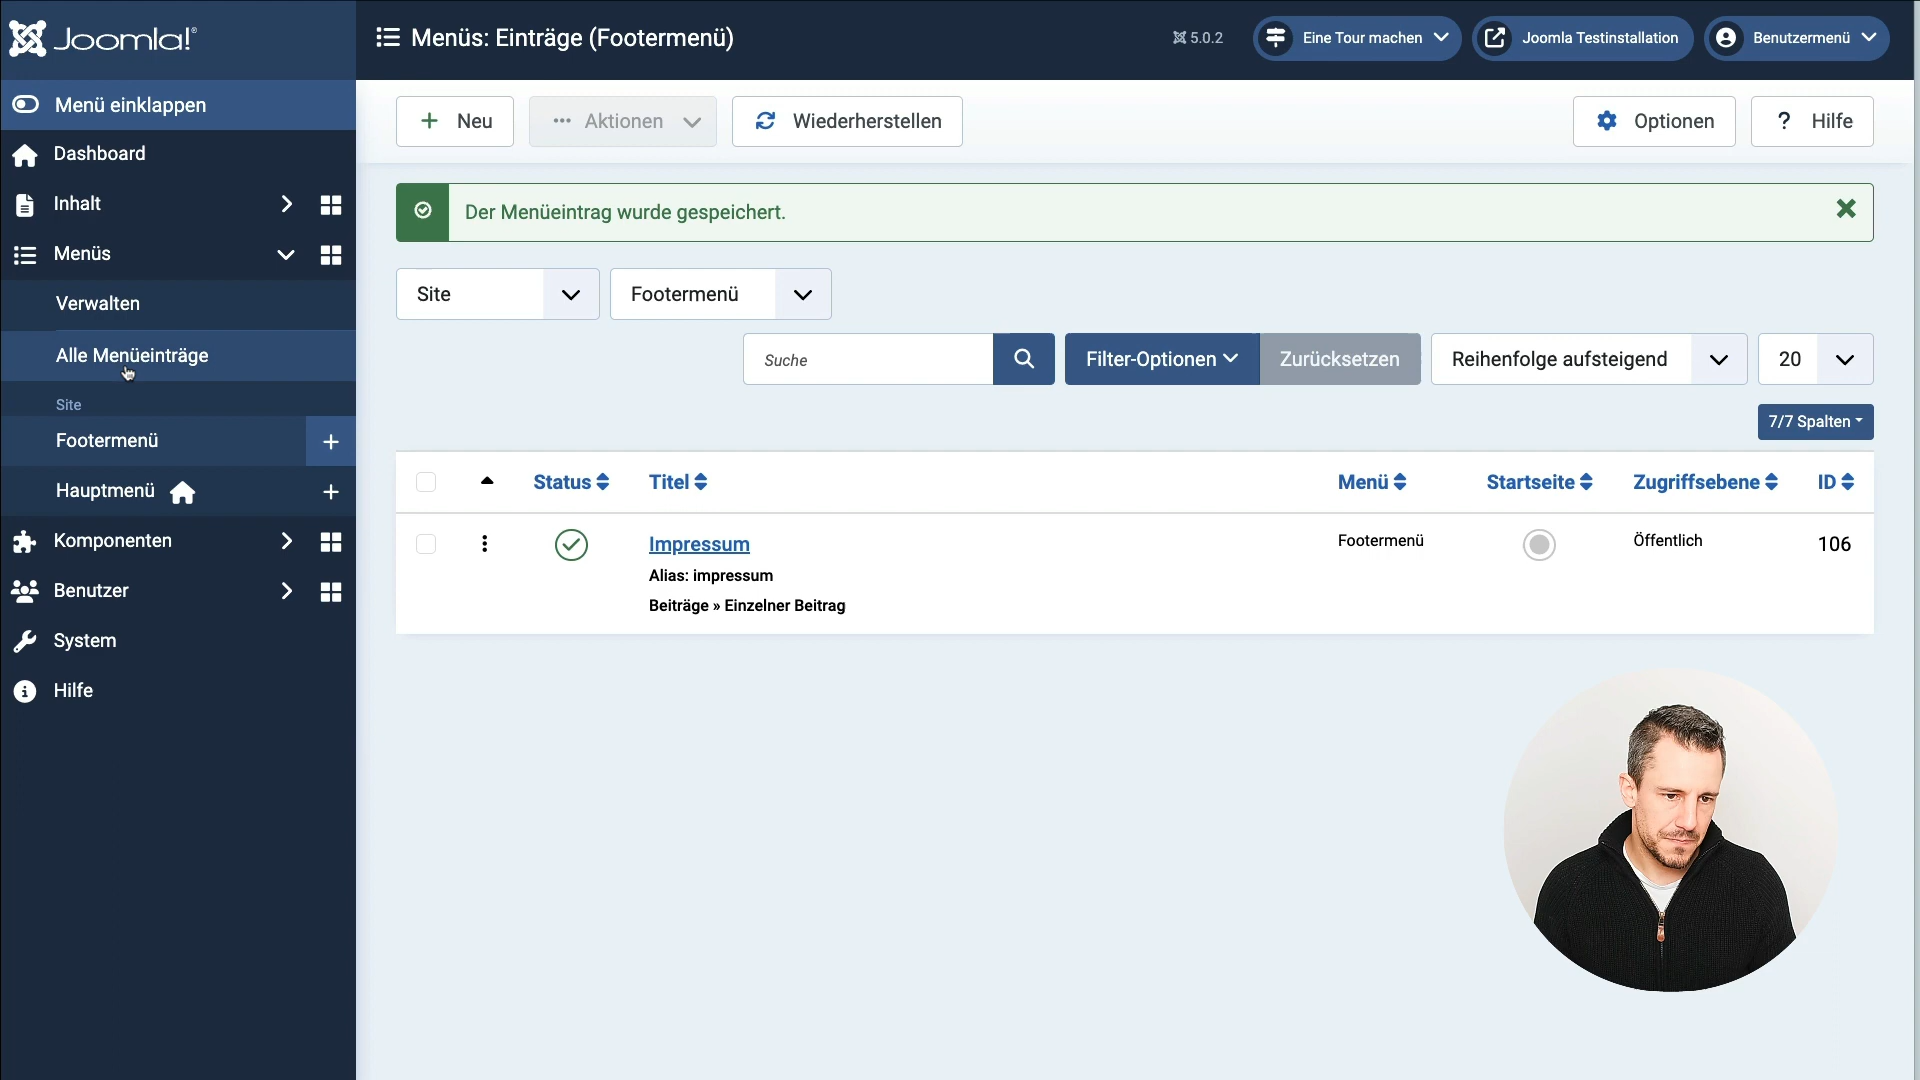 Joomla!®
Menüs: Einträge (Footermenü)
5.0.2
Eine Tour machen
Joomla Testinstallation
Benutzermenü
Menü einklappen
Dashboard
Inhalt
Menüs
Verwalten
Alle Menüeinträge
Site
Footermenü
Hauptmenü
Komponenten
Benutzer
System
Hilfe
Neu
Aktionen
Wiederherstellen
Optionen
? Hilfe
Der Menüeintrag wurde gespeichert.
Site
Footermenü
Suche
Filter-Optionen
Zurücksetzen
Reihenfolge aufsteigend
20
7/7 Spalten
Status
Titel
Menü
Startseite
Zugriffsebene
ID
Impressum
Footermenü
Öffentlich
106
Alias: impressum
Beiträge » Einzelner Beitrag